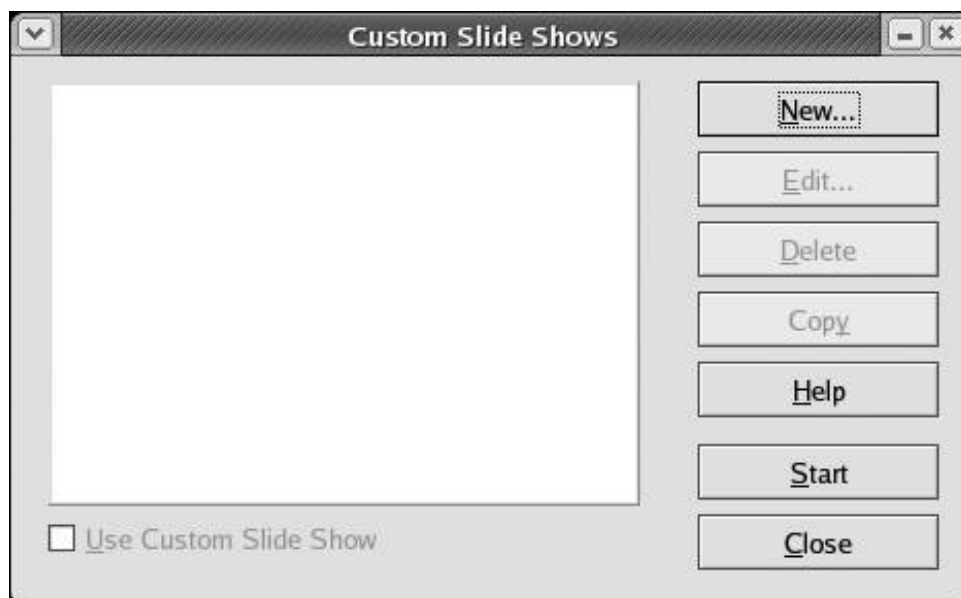 Custom Slide Shows
New...
Edit...
Delete
Copy
Help
Start
Close
Use Custom Slide Show